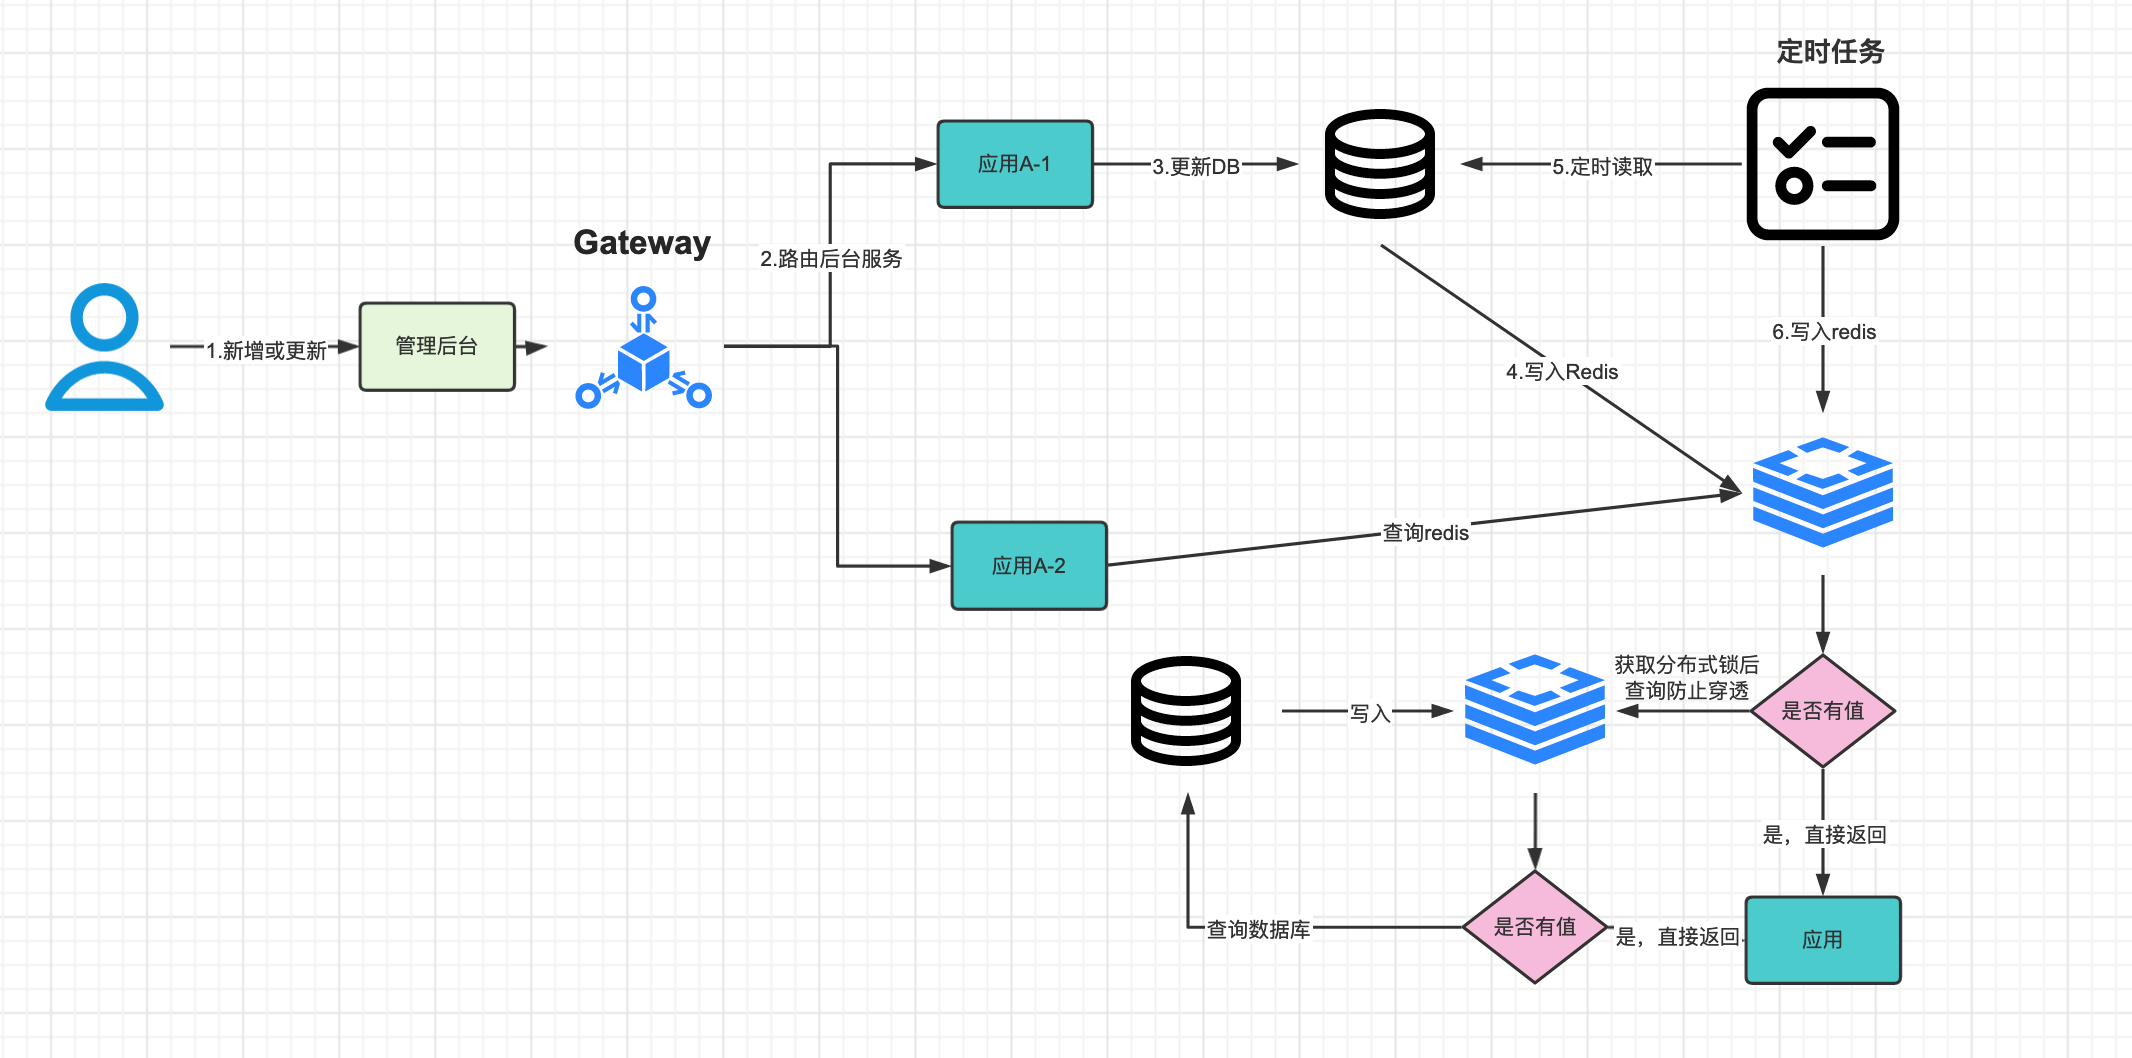 定时任务
应用A-1
3.更新DB
5.定时读取
Gateway
2.路由后台服务
1.新增或更新
管理后台
6.写入redis
4.写入Redis
查询redis
应用A-2
获取分布式锁后
查询防止穿透
写入
是否有值
是，直接返回
查询数据库
是否有值
是，直接返回
应用